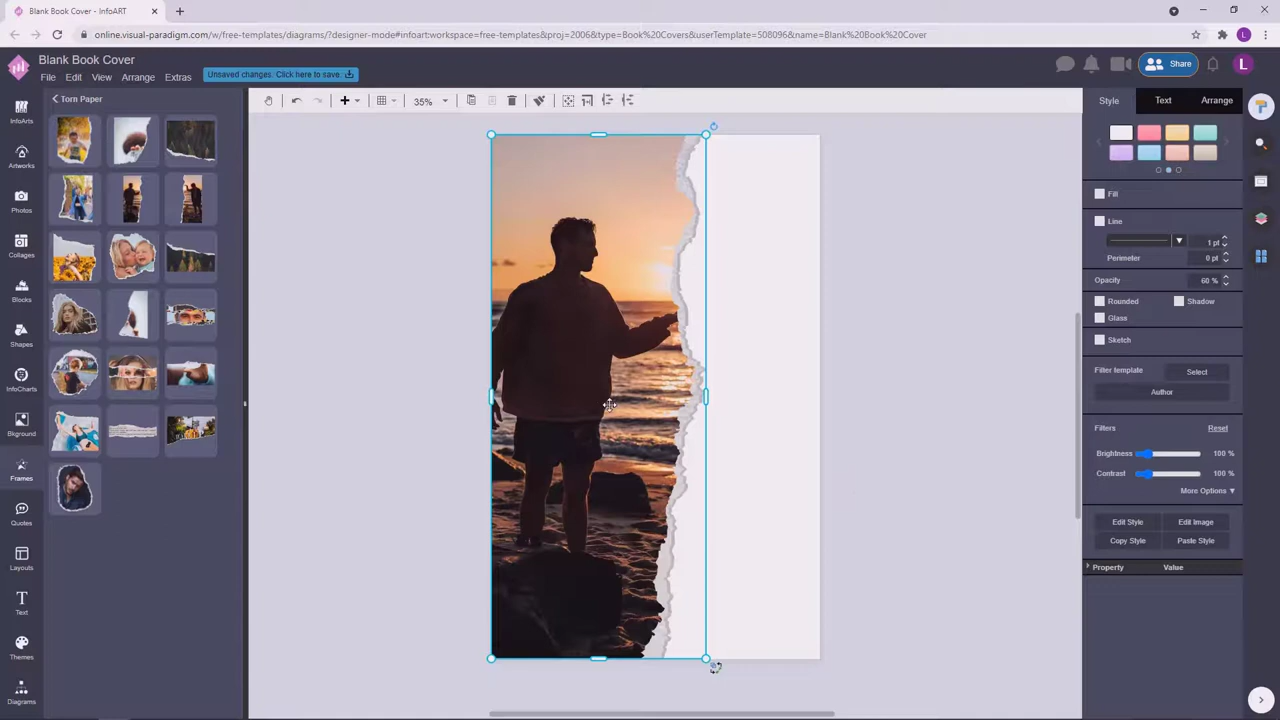 Blank Book Cover - InfoART
online.visual-paradigm.com/w/free-templates/diagrams/?designer-mode#infoart:workspace=free-templates&proj=2006&type=Book%20Covers&userTemplate=508096&name=Blank%20Book%20Cover
L
Blank Book Cover
File Edit View Arrange Extras
Unsaved changes. Click here to save.
Share
L
InfoArts
Artworks
Photos
Collages
Blocks
Shapes
InfoCharts
Bkground
Frames
Quotes
Layouts
Text
Themes
Diagrams
Torn Paper
35%
Style Text Arrange
Fill
Line
1 pt
Perimeter 0 pt
Opacity 60 %
Rounded Shadow
Glass
Sketch
Filter template Select
Author
Filters Reset
Brightness 100 %
Contrast 100 %
More Options
Edit Style Edit Image
Copy Style Paste Style
Property Value